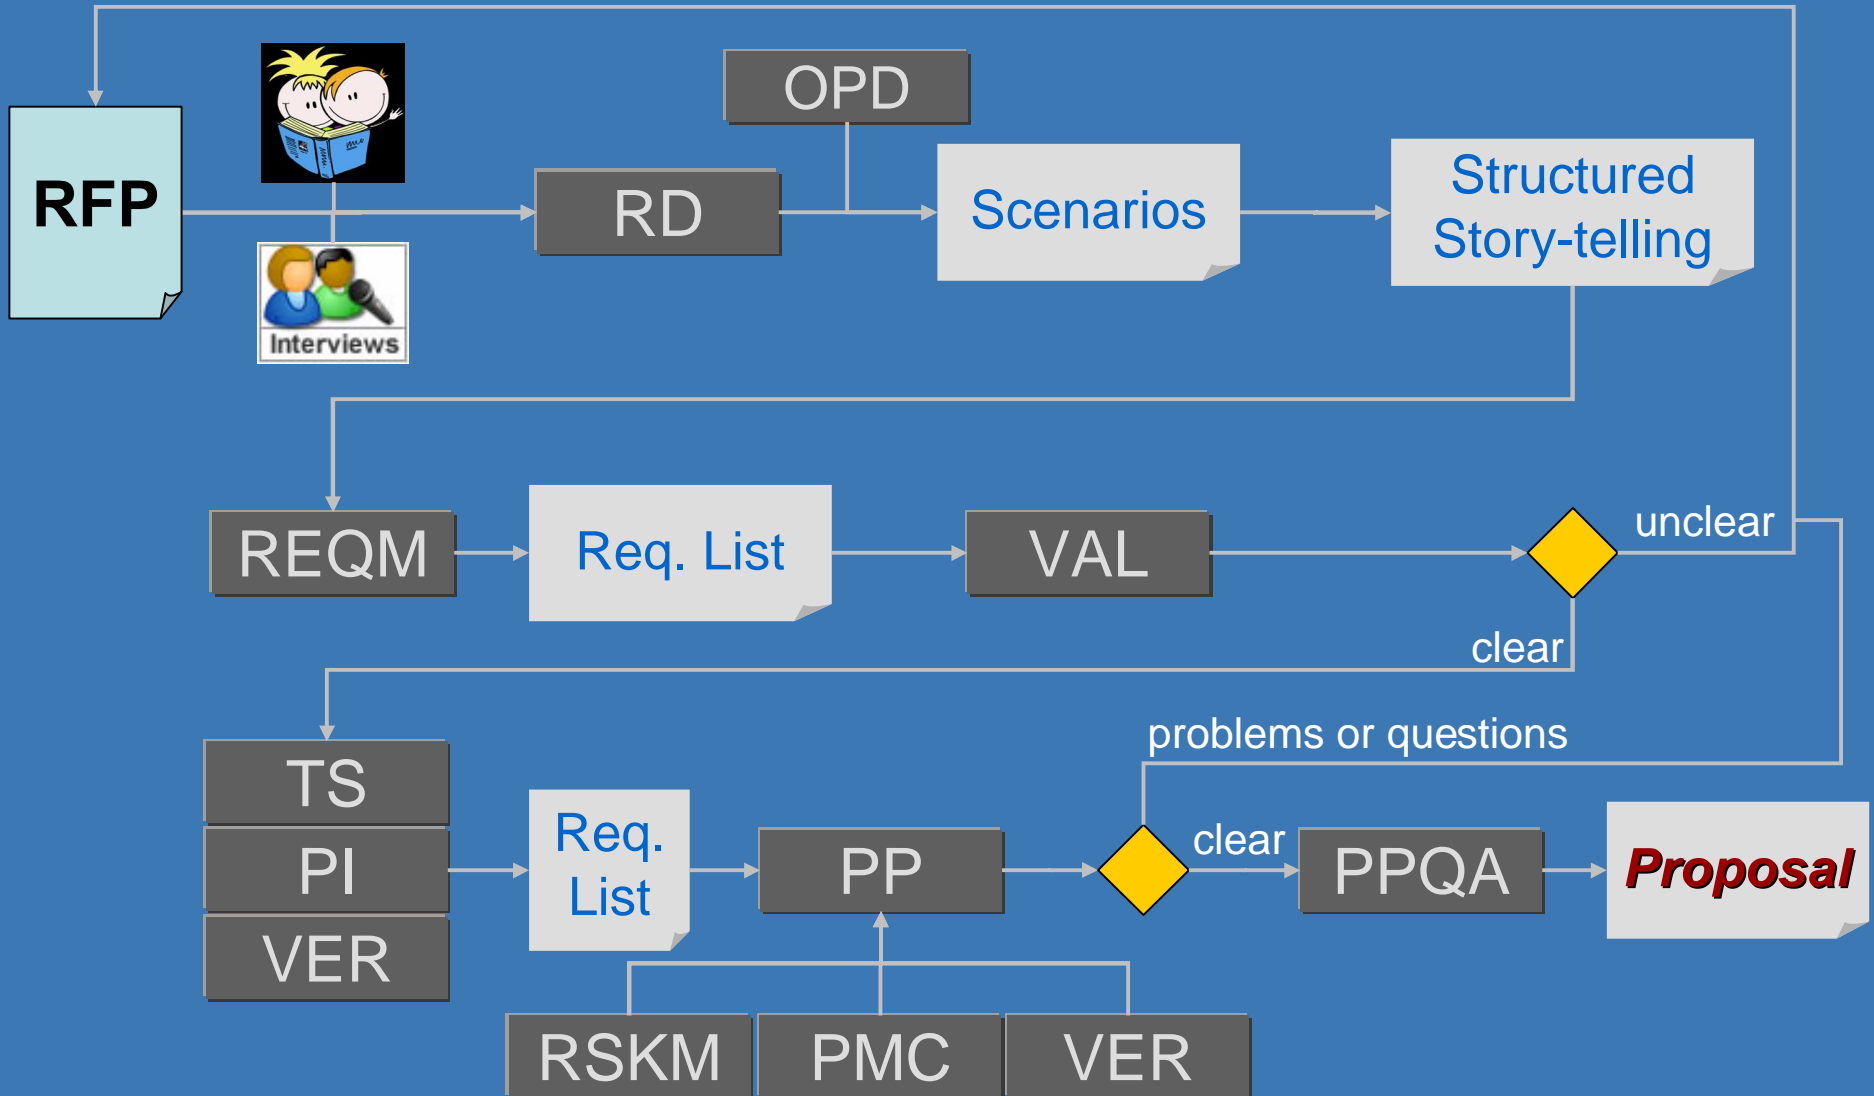 OPD
RFP
RD
Scenarios
Structured
Story-telling
Interviews
REQM
Req. List
VAL
unclear
clear
problems or questions
TS
PI
VER
Req.
List
PP
clear
PPQA
Proposal
RSKM
PMC
VER